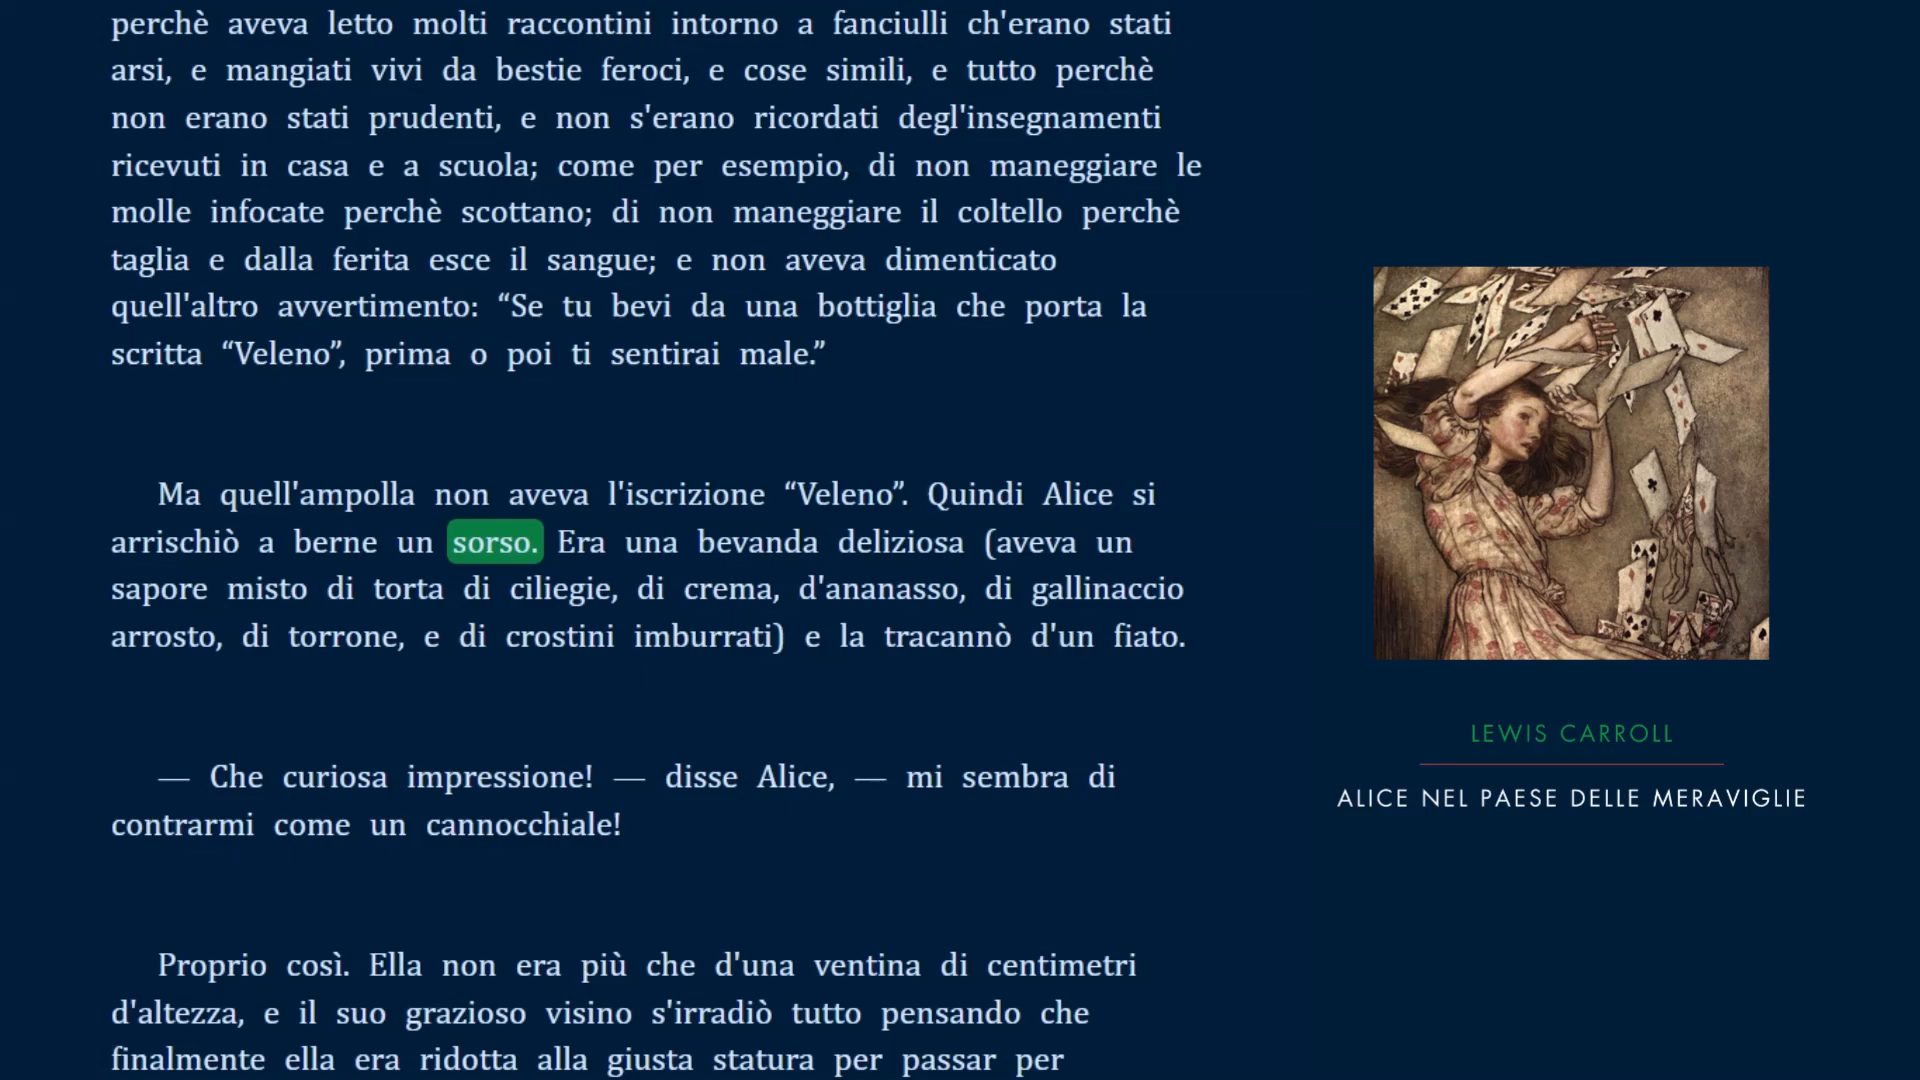 perchè aveva letto molti raccontini intorno a fanciulli ch'erano stati
arsi, e mangiati vivi da bestie feroci, e cose simili, e tutto perchè
non erano stati prudenti, e non s'erano ricordati degl'insegnamenti
ricevuti in casa e a scuola; come per esempio, di non maneggiare le
molle infocate perchè scottano; di non maneggiare il coltello perchè
taglia e dalla ferita esce il sangue; e non aveva dimenticato
quell'altro avvertimento: “Se tu bevi da una bottiglia che porta la
scritta “Veleno”, prima o poi ti sentirai male.”
Ma quell'ampolla non aveva l'iscrizione “Veleno”. Quindi Alice si
arrischiò a berne un sorso. Era una bevanda deliziosa (aveva un
sapore misto di torta di ciliegie, di crema, d'ananasso, di gallinaccio
arrosto, di torrone, e di crostini imburrati) e la tracannò d'un fiato.
— Che curiosa impressione! — disse Alice, — mi sembra di
contrarmi come un cannocchiale!
Proprio così. Ella non era più che d'una ventina di centimetri
d'altezza, e il suo grazioso visino s'irradiò tutto pensando che
finalmente ella era ridotta alla giusta statura per passar per
LEWIS CARROLL
ALICE NEL PAESE DELLE MERAVIGLIE